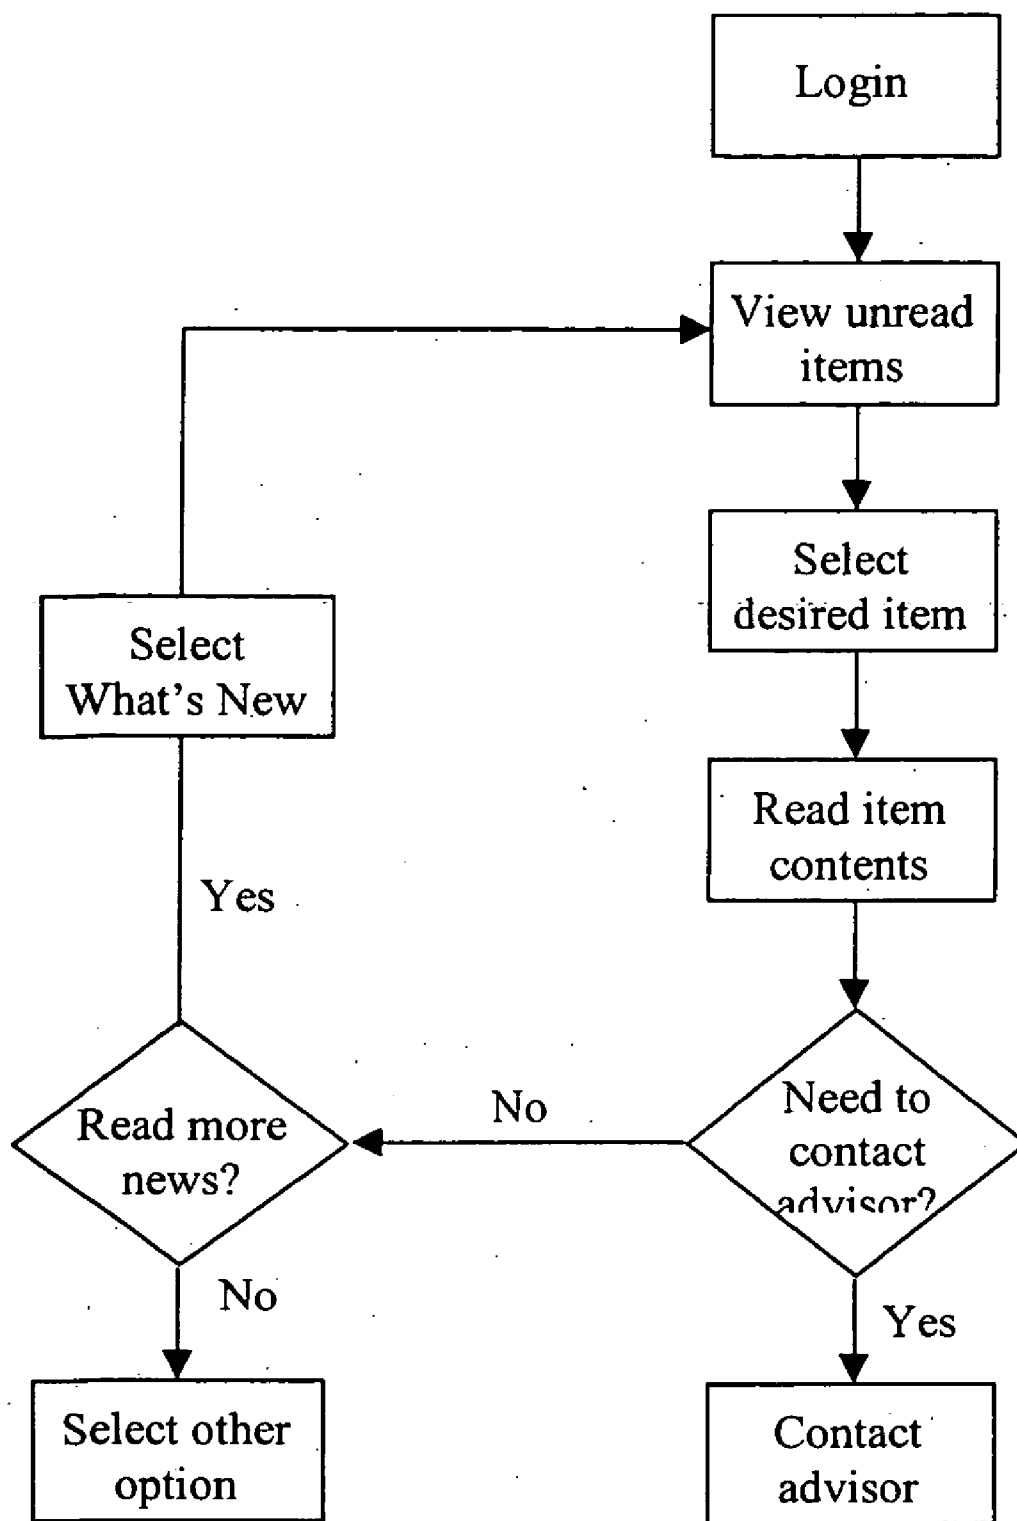 Login
View unread
items
Select
desired item
Read item
contents
Need to
contact
advisor?
Yes
Contact
advisor
No
Read more
news?
Yes
Select
What's New
No
Select other
option